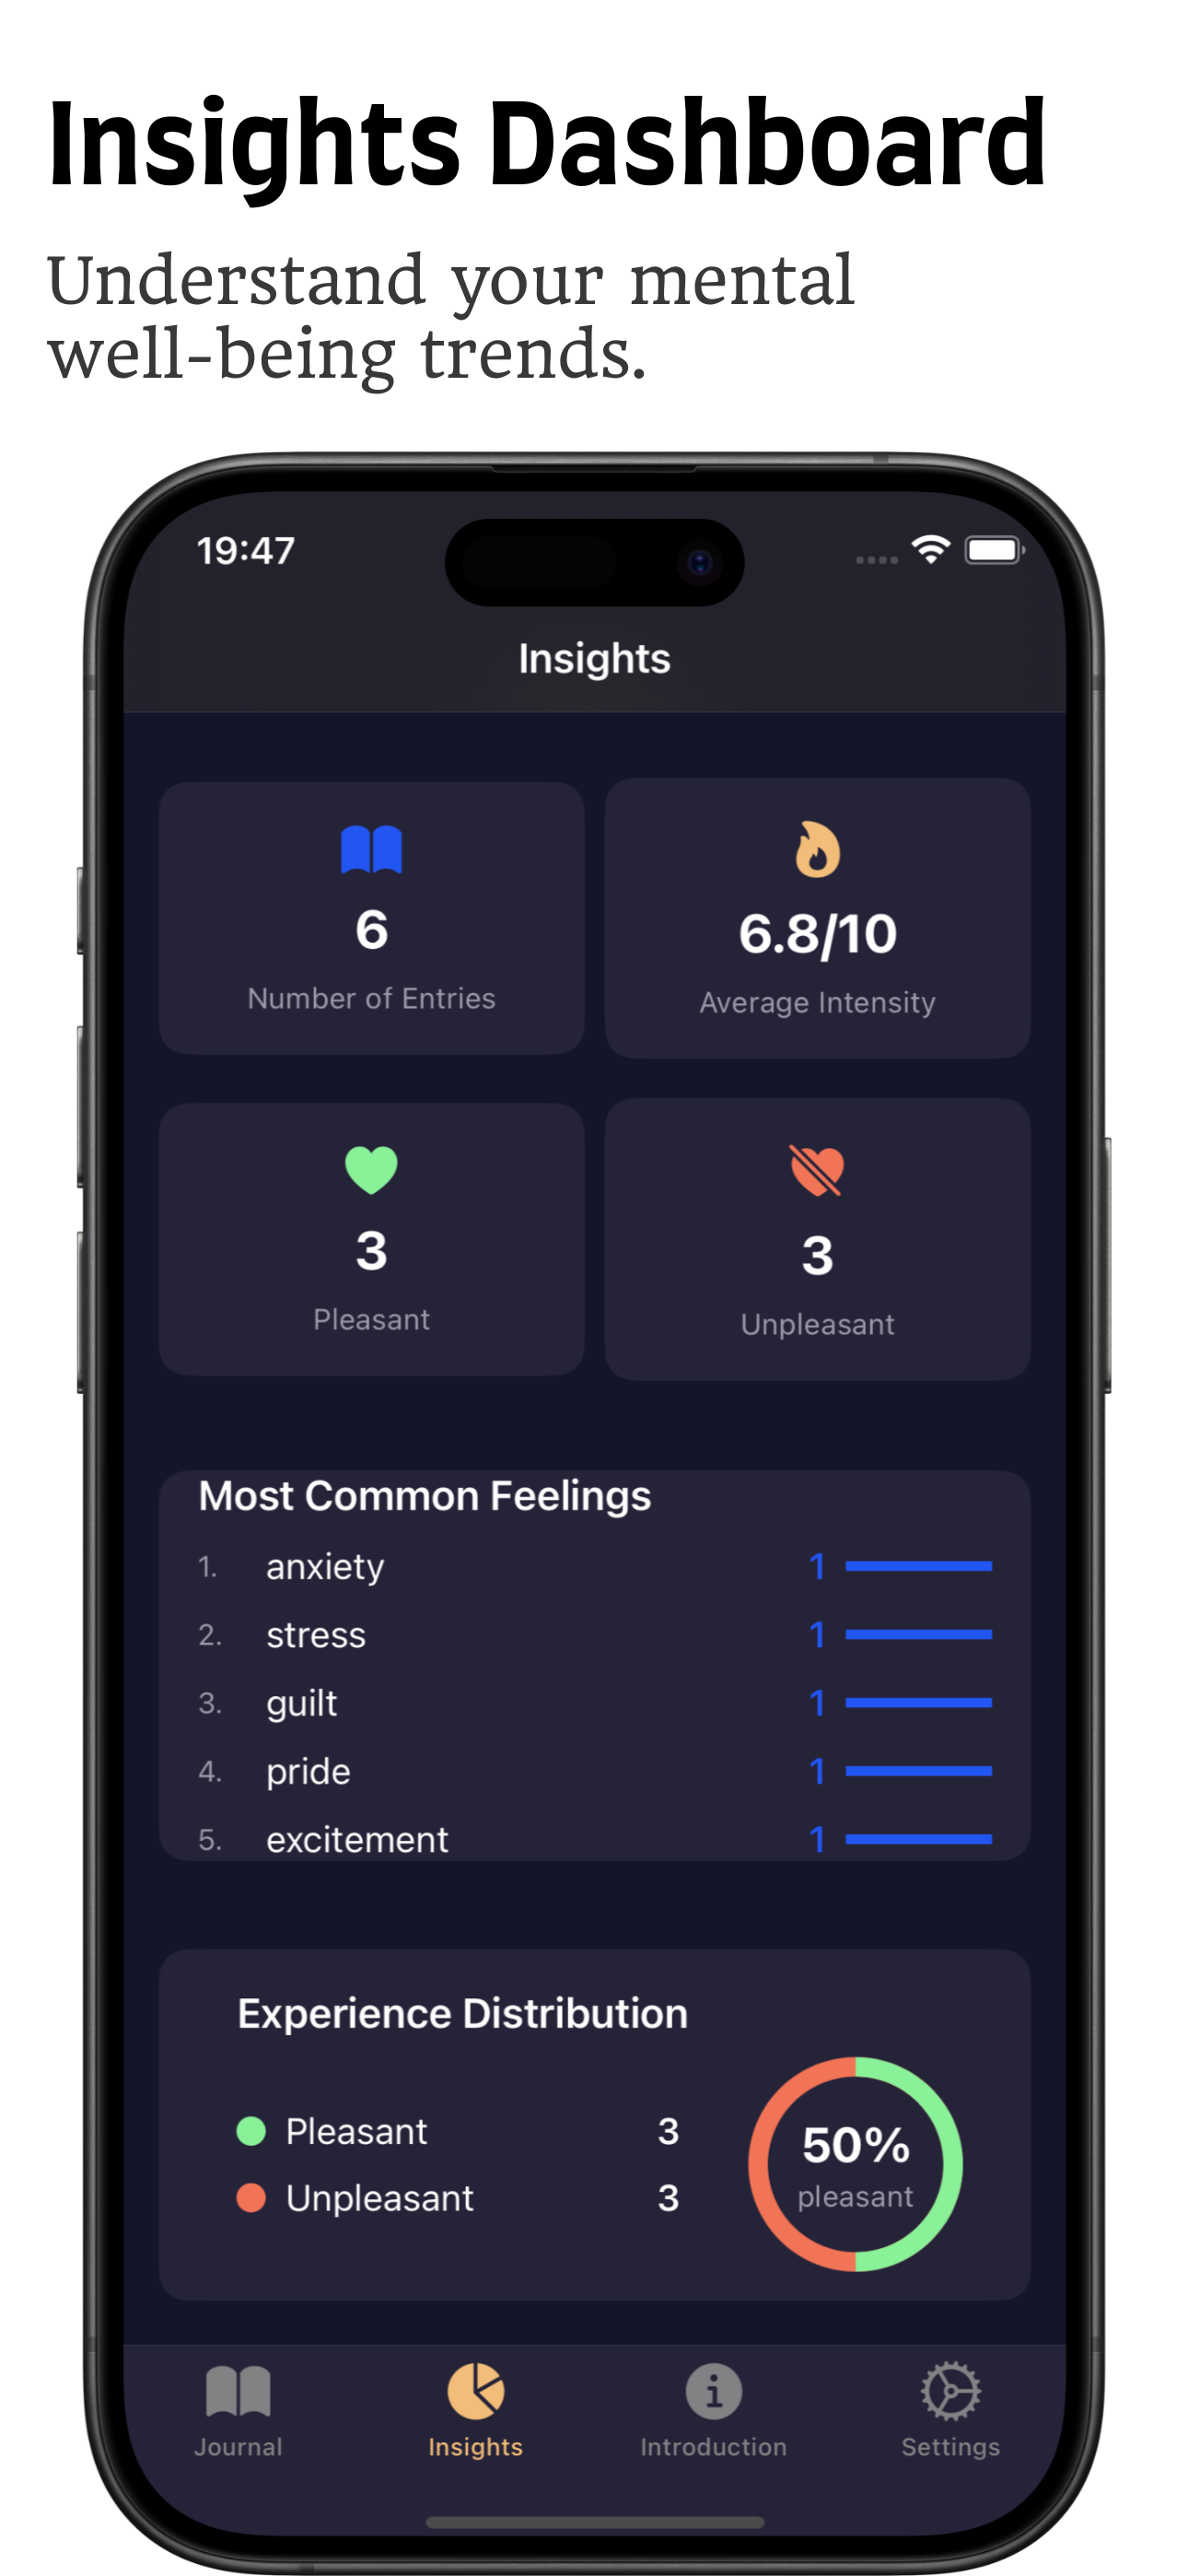 Insights Dashboard
Understand your mental
well-being trends.
19:47
Insights
6
Number of Entries
6.8/10
Average Intensity
3
Pleasant
3
Unpleasant
Most Common Feelings
1. anxiety 1
2. stress 1
3. guilt 1
4. pride 1
5. excitement 1
Experience Distribution
Pleasant 3
Unpleasant 3
50%
pleasant
Journal
Insights
Introduction
Settings